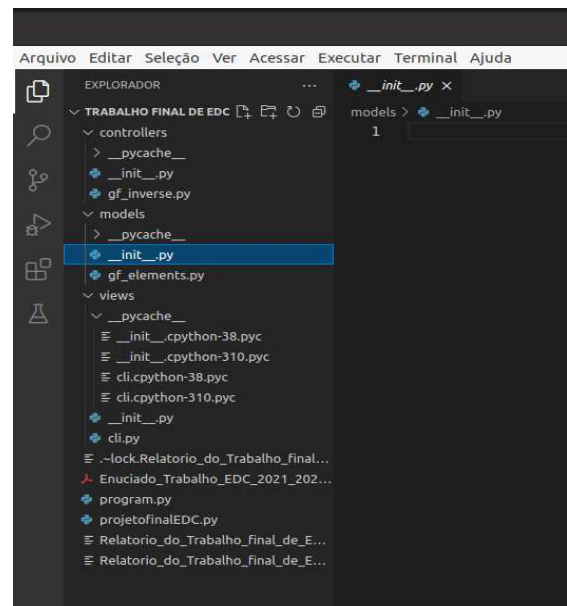 Arquivo Editar Seleção Ver Acessar Executar Terminal Ajuda
EXPLORADOR ...
__init__.py ×
TRABALHO FINAL DE EDC
models > __init__.py
1
controllers
__pycache__
__init__.py
gf_inverse.py
models
__pycache__
__init__.py
gf_elements.py
views
__pycache__
__init__.cpython-38.pyc
__init__.cpython-310.pyc
cli.cpython-38.pyc
cli.cpython-310.pyc
__init__.py
cli.py
.~lock.Relatorio_do_Trabalho_final...
Enuciado_Trabalho_EDC_2021_202...
program.py
projetofinalEDC.py
Relatorio_do_Trabalho_final_de_E...
Relatorio_do_Trabalho_final_de_E...